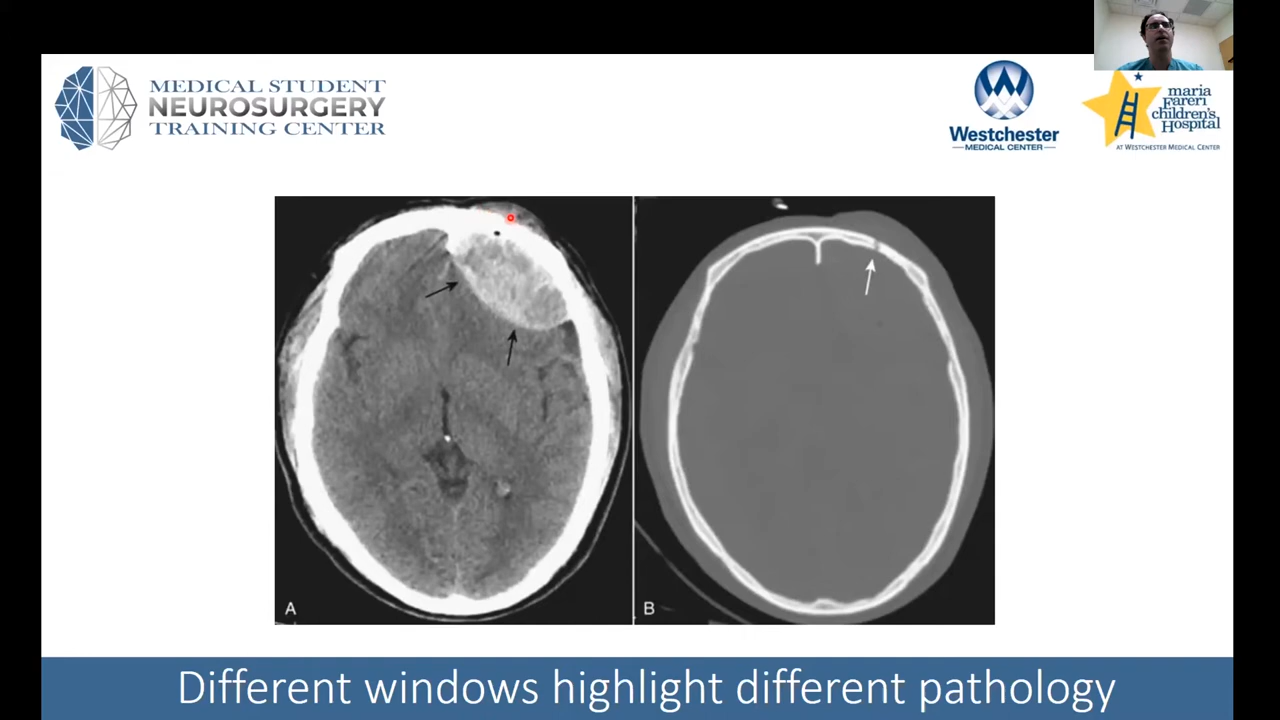 MEDICAL STUDENT
NEUROSURGERY
TRAINING CENTER
Westchester
MEDICAL CENTER
maria
Fareri
children's
Hospital
AT WESTCHESTER MEDICAL CENTER
A
B
Different windows highlight different pathology